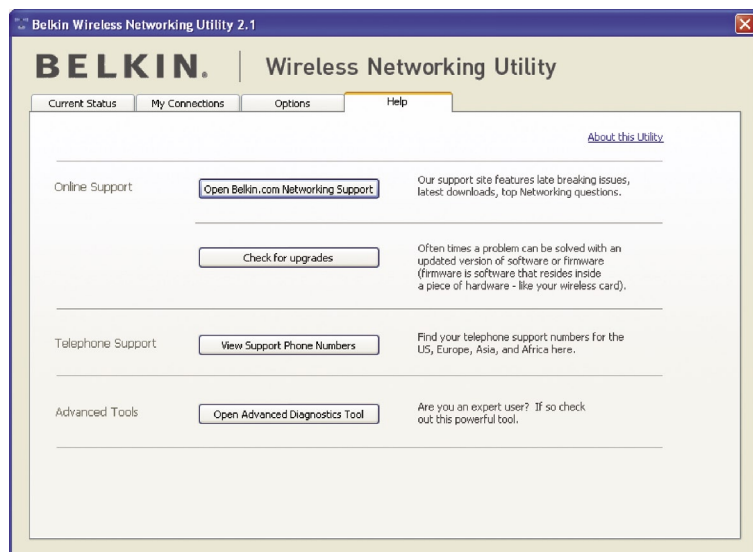 Belkin Wireless Networking Utility 2.1
BELKIN. | Wireless Networking Utility
Current Status My Connections Options Help
About this Utility
Online Support
Open Belkin.com Networking Support
Our support site features late breaking issues,
latest downloads, top Networking questions.
Check for upgrades
Often times a problem can be solved with an
updated version of software or firmware
(firmware is software that resides inside
a piece of hardware - like your wireless card).
Telephone Support
View Support Phone Numbers
Find your telephone support numbers for the
US, Europe, Asia, and Africa here.
Advanced Tools
Open Advanced Diagnostics Tool
Are you an expert user? If so check
out this powerful tool.